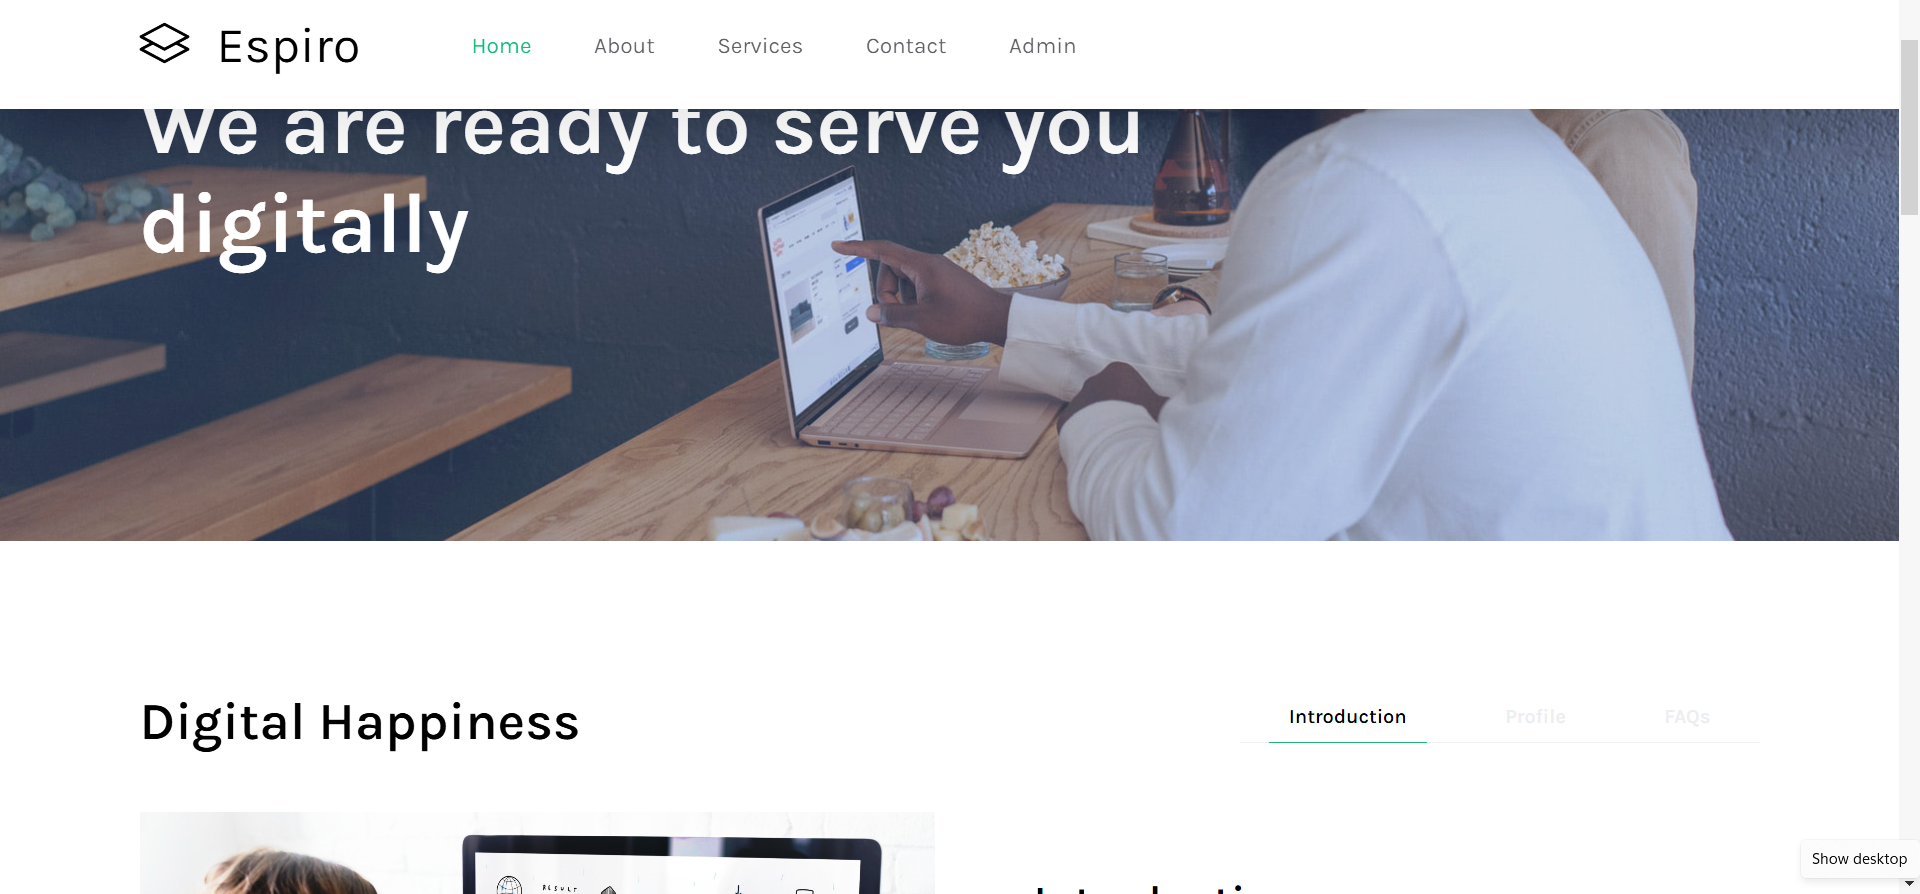 Espiro
Home About Services Contact Admin
We are ready to serve you
digitally
Digital Happiness
Introduction Profile FAQs
RESULT
Show desktop